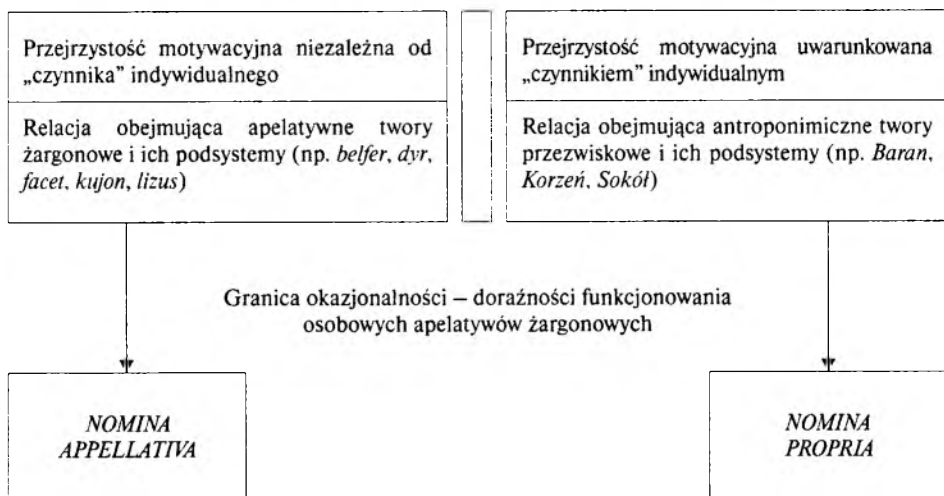 Przejrzystość motywacyjna niezależna od
„czynnika” indywidualnego
Relacja obejmująca apelatywne twory
żargonowe i ich podsystemy (np. belfer, dyr,
facet, kujon, lizus)
Przejrzystość motywacyjna uwarunkowana
„czynnikiem” indywidualnym
Relacja obejmująca antroponimiczne twory
przezwiskowe i ich podsystemy (np. Baran,
Korzeń, Sokół)
Granica okazjonalności – doraźności funkcjonowania
osobowych apelatywów żargonowych
NOMINA
APPELLATIVA
NOMINA
PROPRIA